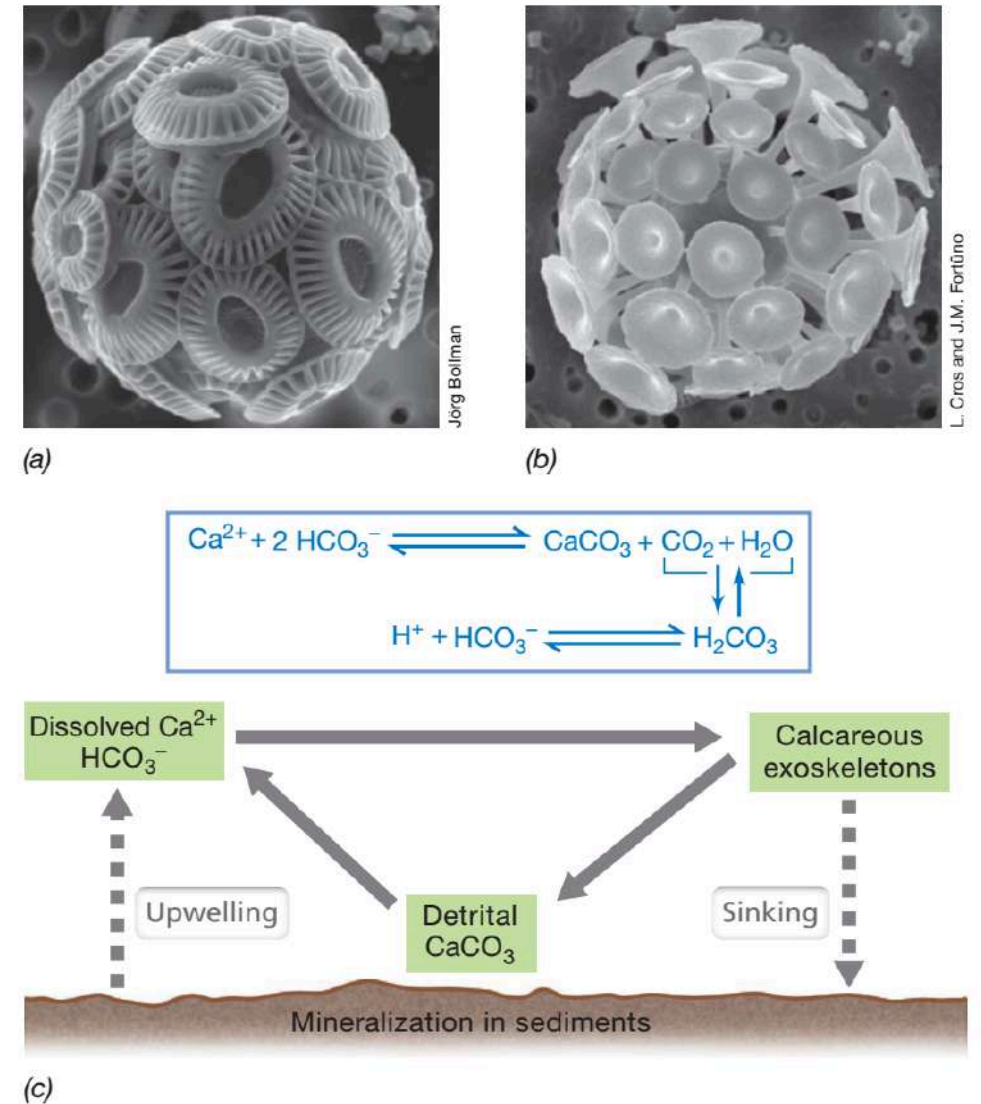 Jörg Bollman
L. Cros and J.M. Fortũno
(a)
(b)
Ca²⁺ + 2 HCO₃⁻ ⇌ CaCO₃ + CO₂ + H₂O
H⁺ + HCO₃⁻ ⇌ H₂CO₃
Dissolved Ca²⁺
HCO₃⁻
Calcareous
exoskeletons
Upwelling
Detrital
CaCO₃
Sinking
Mineralization in sediments
(c)